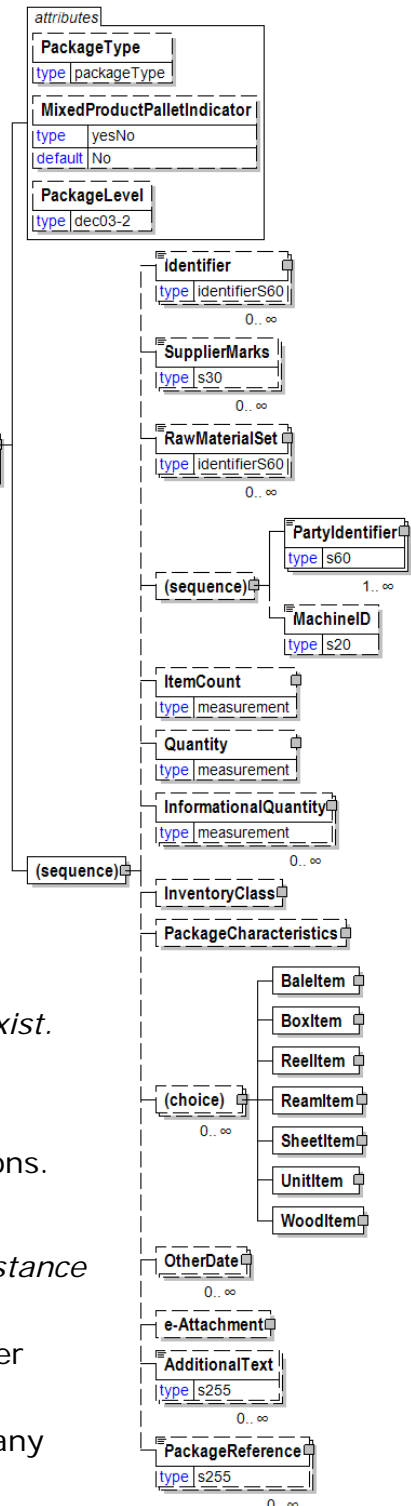 attributes
PackageType
type packageType
MixedProductPalletIndicator
type yesNo
default No
PackageLevel
type dec03-2
Identifier
type identifierS60
0.. ∞
SupplierMarks
type s30
0.. ∞
RawMaterialSet
type identifierS60
0.. ∞
(sequence)
PartyIdentifier
type s60
1.. ∞
MachineID
type s20
ItemCount
type measurement
Quantity
type measurement
InformationalQuantity
type measurement
0.. ∞
(sequence)
InventoryClass
PackageCharacteristics
(choice)
0.. ∞
BaleItem
BoxItem
ReelItem
ReamItem
SheetItem
UnitItem
WoodItem
OtherDate
0.. ∞
e-Attachment
AdditionalText
type s255
0.. ∞
PackageReference
type s255
0.. ∞
xist.
ons.
stance
er
any